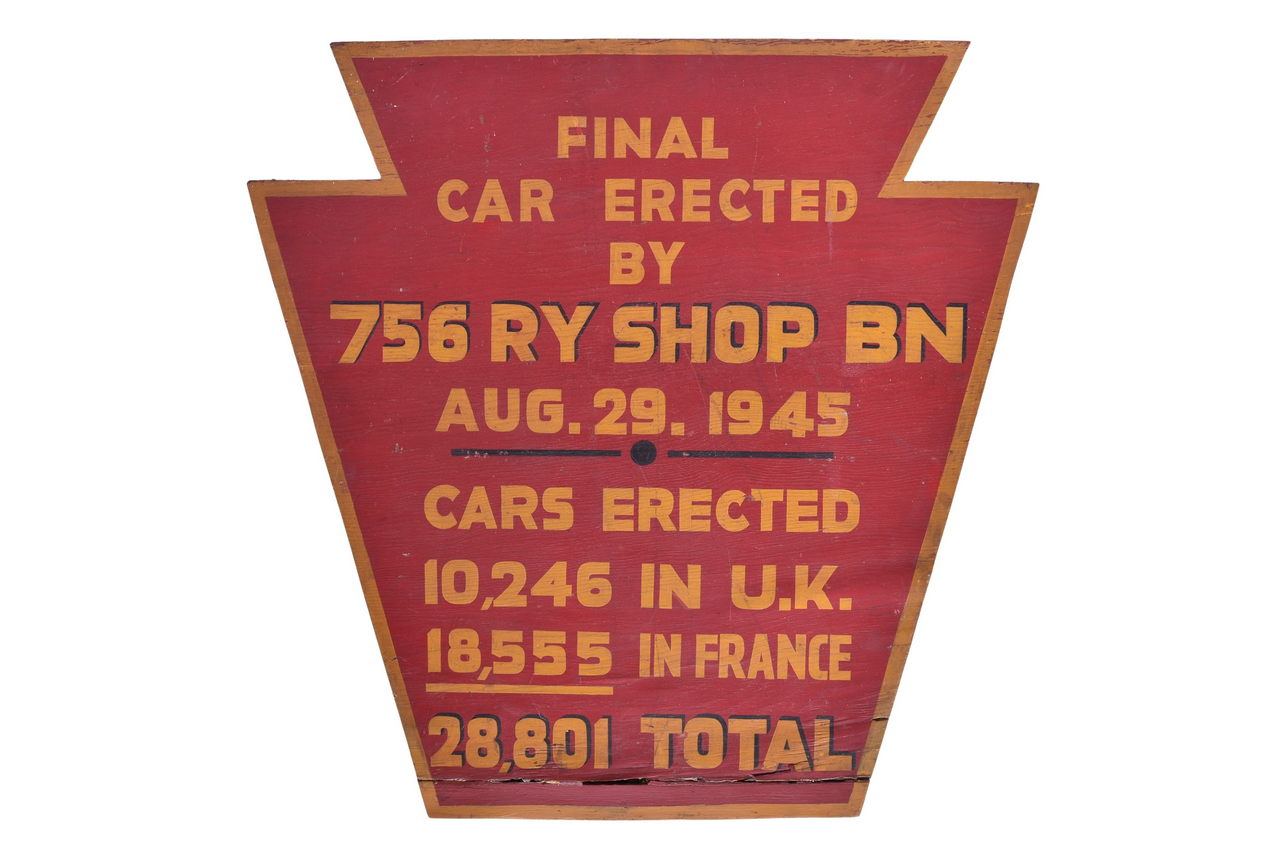 FINAL
CAR ERECTED
BY
756 RY SHOP BN
AUG. 29. 1945
CARS ERECTED
10,246 IN U.K.
18,555 IN FRANCE
28,801 TOTAL